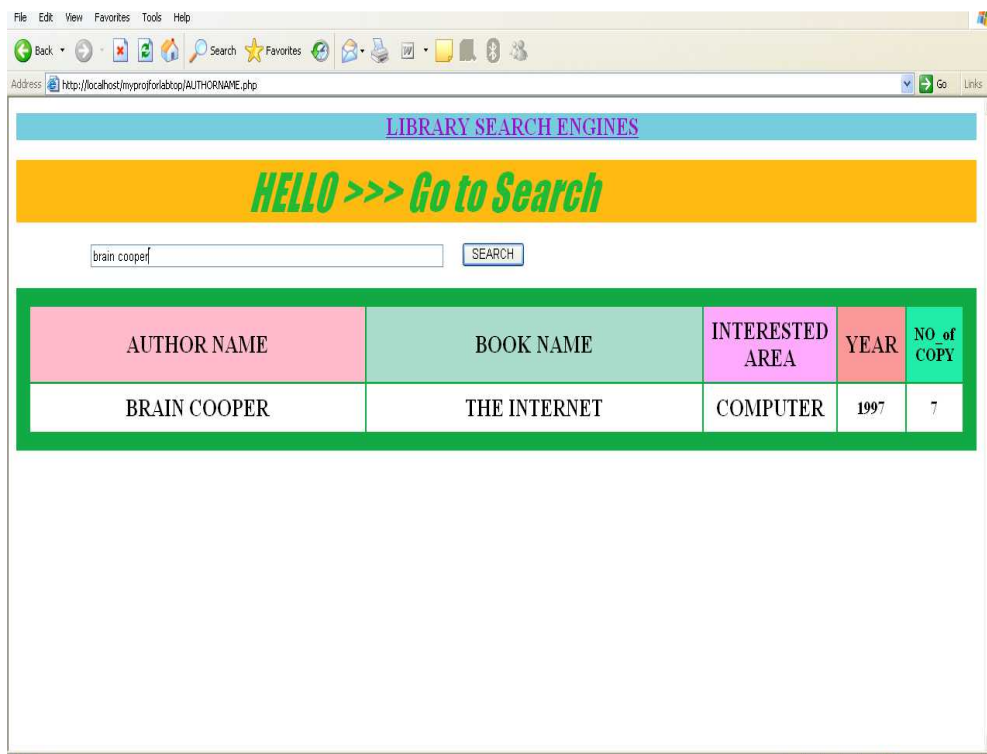 File Edit View Favorites Tools Help
Back Search Favorites
Address http://localhost/myprojforlabtop/AUTHORNAME.php Go Links
LIBRARY SEARCH ENGINES
HELLO >>> Go to Search
brain cooper SEARCH
AUTHOR NAME BOOK NAME INTERESTED AREA YEAR NO_of COPY
BRAIN COOPER THE INTERNET COMPUTER 1997 7